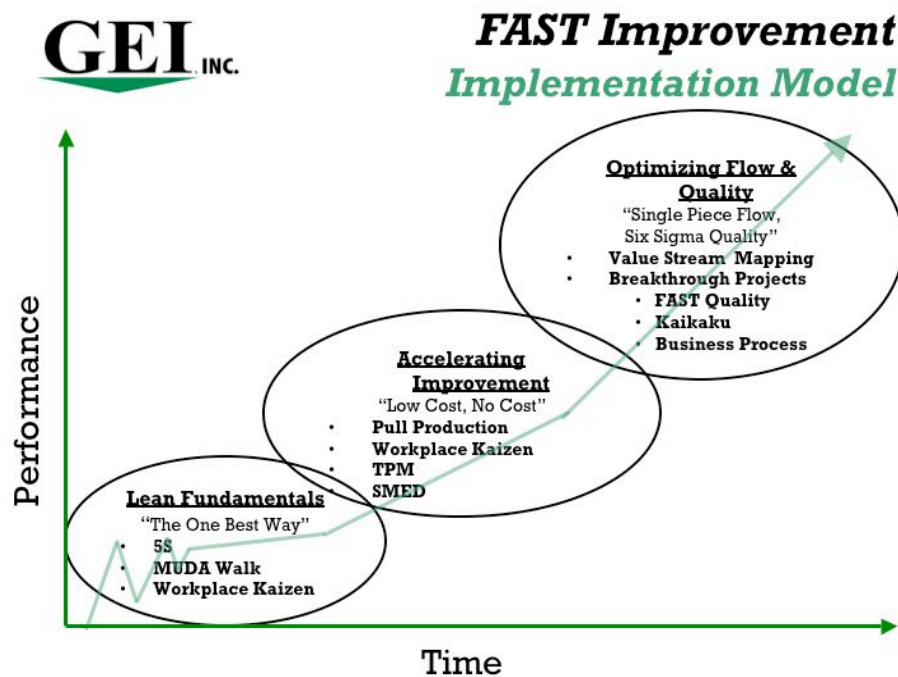 GEI, INC.
FAST Improvement
Implementation Model
Optimizing Flow &
Quality
“Single Piece Flow,
Six Sigma Quality”
• Value Stream Mapping
• Breakthrough Projects
• FAST Quality
• Kaikaku
• Business Process
Accelerating
Improvement
“Low Cost, No Cost”
• Pull Production
• Workplace Kaizen
• TPM
• SMED
Lean Fundamentals
“The One Best Way”
• 5S
• MUDA Walk
• Workplace Kaizen
Performance
Time